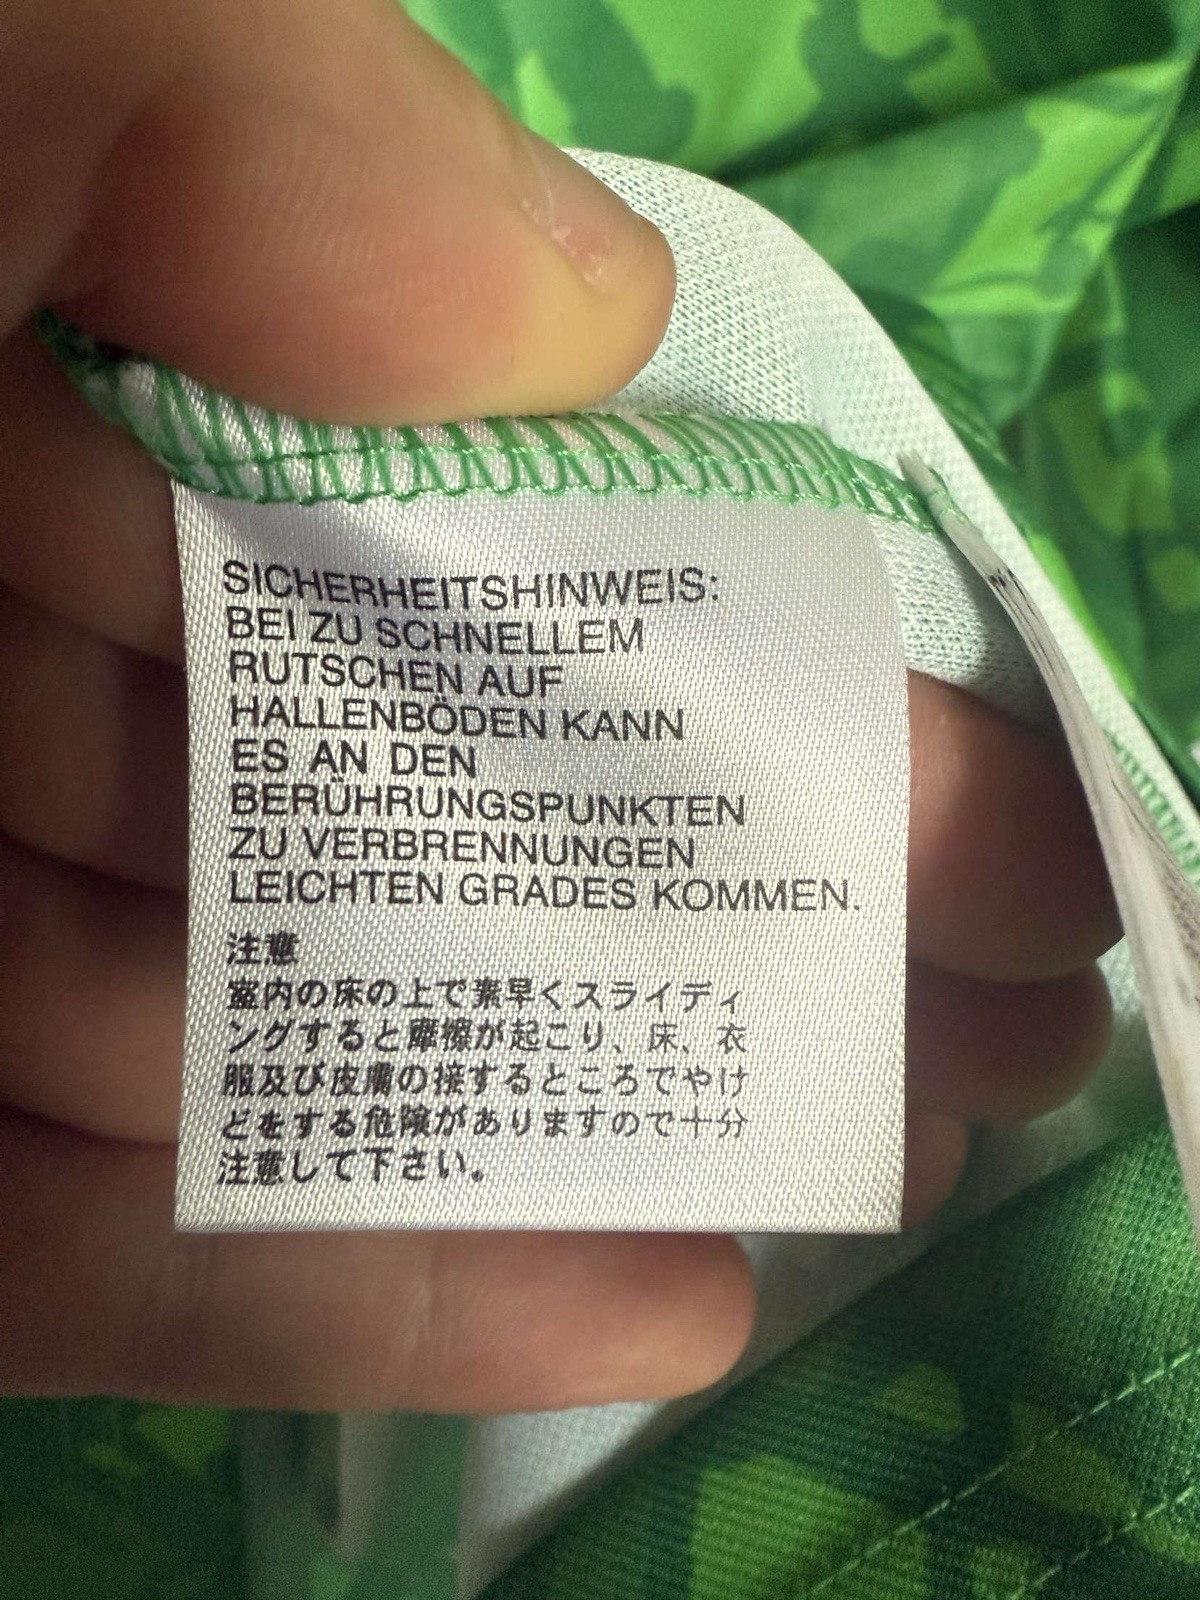 SICHERHEITSHINWEIS:
BEI ZU SCHNELLEM
RUTSCHEN AUF
HALLENBÖDEN KANN
ES AN DEN
BERÜHRUNGSPUNKTEN
ZU VERBRENNUNGEN
LEICHTEN GRADES KOMMEN.
注意
室内の床の上で素早くスライディ
ングすると摩擦が起こり、床、衣
服及び皮膚の接するところでやけ
どをする危険がありますので十分
注意して下さい。